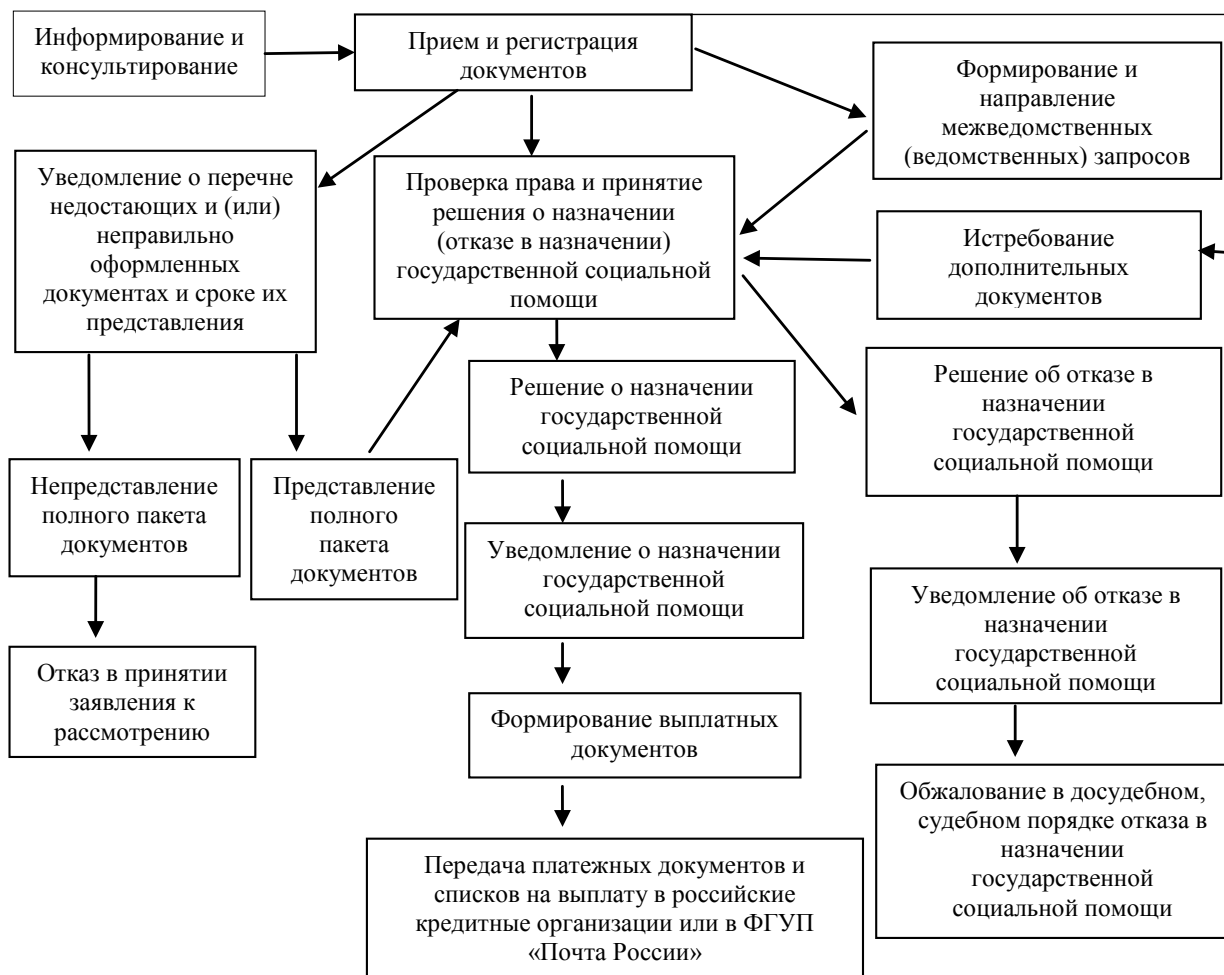 Информирование и
консультирование
Прием и регистрация
документов
Формирование и
направление
межведомственных
(ведомственных) запросов
Уведомление о перечне
недостающих и (или)
неправильно
оформленных
документах и сроке их
представления
Проверка права и принятие
решения о назначении
(отказе в назначении)
государственной социальной
помощи
Истребование
дополнительных
документов
Решение о назначении
государственной
социальной помощи
Решение об отказе в
назначении
государственной
социальной помощи
Непредставление
полного пакета
документов
Представление
полного
пакета
документов
Уведомление о назначении
государственной
социальной помощи
Уведомление об отказе в
назначении
государственной
социальной помощи
Отказ в принятии
заявления к
рассмотрению
Формирование выплатных
документов
Обжалование в досудебном,
судебном порядке отказа в
назначении
государственной
социальной помощи
Передача платежных документов и
списков на выплату в российские
кредитные организации или в ФГУП
«Почта России»